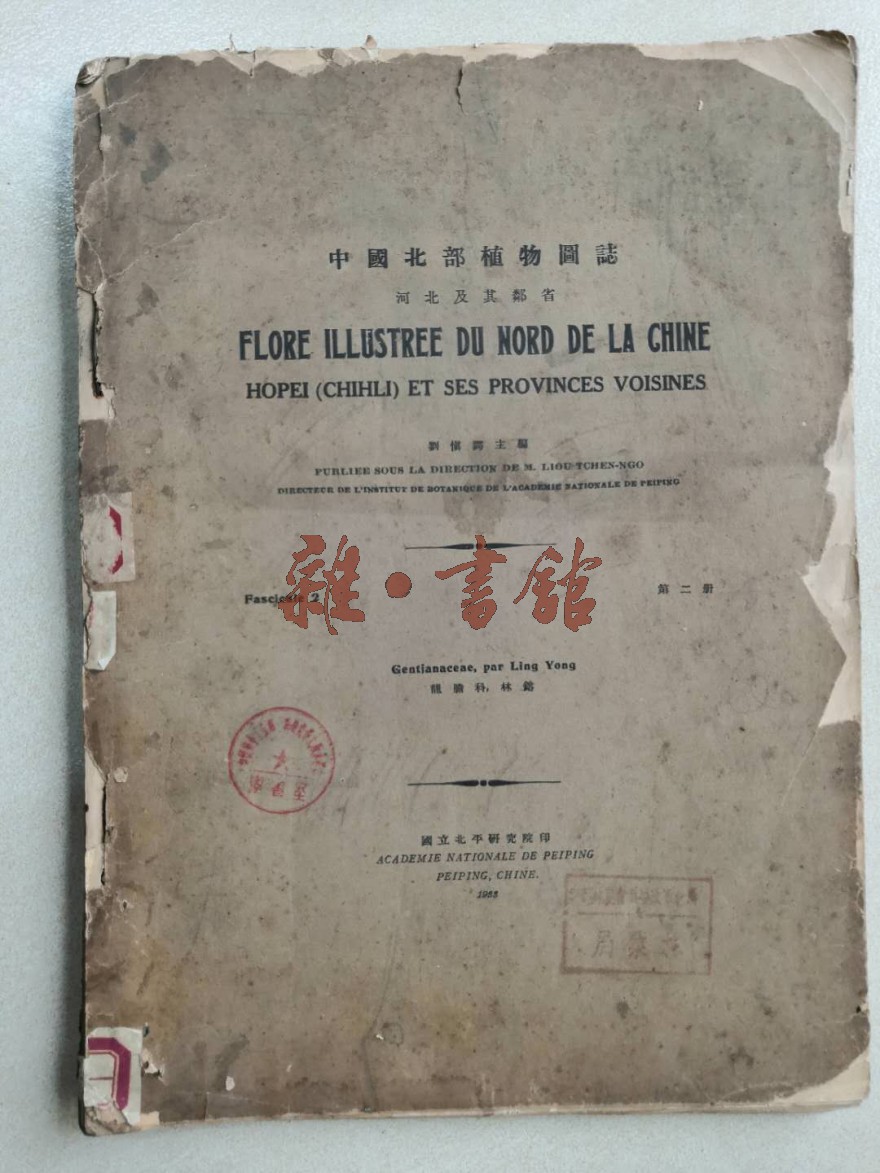 中國北部植物圖誌
河北及其鄰省
FLORE ILLUSTREE DU NORD DE LA CHINE
HOPEI (CHIHLI) ET SES PROVINCES VOISINES
劉愼諤主編
PUBLIEE SOUS LA DIRECTION DE M. LIOU TCHEN-NGO
DIRECTEUR DE L'INSTITUT DE BOTANIQUE DE L'ACADEMIE NATIONALE DE PEIPING
雜·書館
Fascicule 2
第二册
Gentianaceae, par Ling Yong
龍膽科, 林鎔
國立北平研究院印
ACADEMIE NATIONALE DE PEIPING
PEIPING, CHINE.
1933